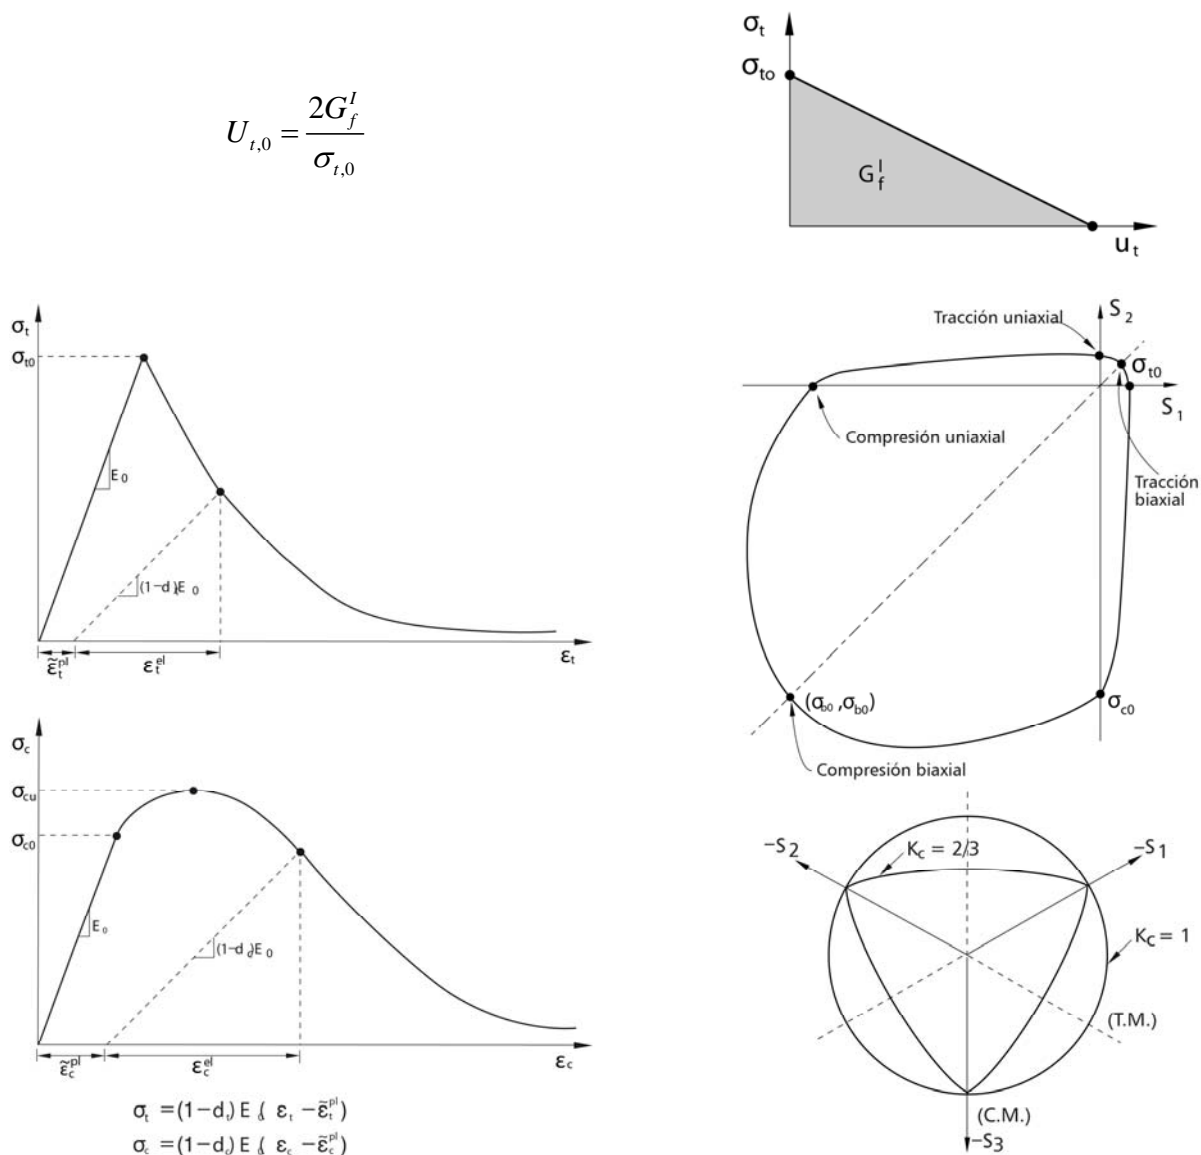 U_{t,0} = \frac{2G_f^I}{\sigma_{t,0}}
σ_t
σ_to
G_f^I
u_t
σ_t
σ_t0
E_0
(1-d_t)E_0
ε̃_t^pl
ε_t^el
ε_t
S_2
Tracción uniaxial
σ_t0
S_1
Compresión uniaxial
Tracción
biaxial
(σ_b0, σ_b0)
σ_c0
Compresión biaxial
σ_c
σ_cu
σ_c0
E_0
(1-d_c)E_0
ε̃_c^pl
ε_c^el
ε_c
-S_2
K_c = 2/3
-S_1
K_c = 1
(T.M.)
(C.M.)
-S_3
σ_t = (1-d_t) E_0 ( ε_t - ε̃_t^pl)
σ_c = (1-d_c) E_0 ( ε_c - ε̃_c^pl)